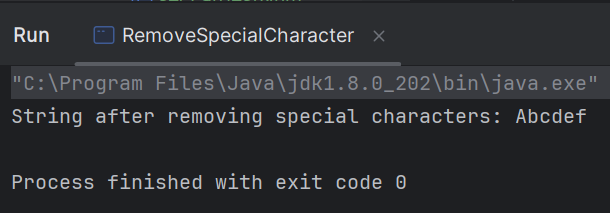 Run RemoveSpecialCharacter ×
"C:\Program Files\Java\jdk1.8.0_202\bin\java.exe"
String after removing special characters: Abcdef
Process finished with exit code 0